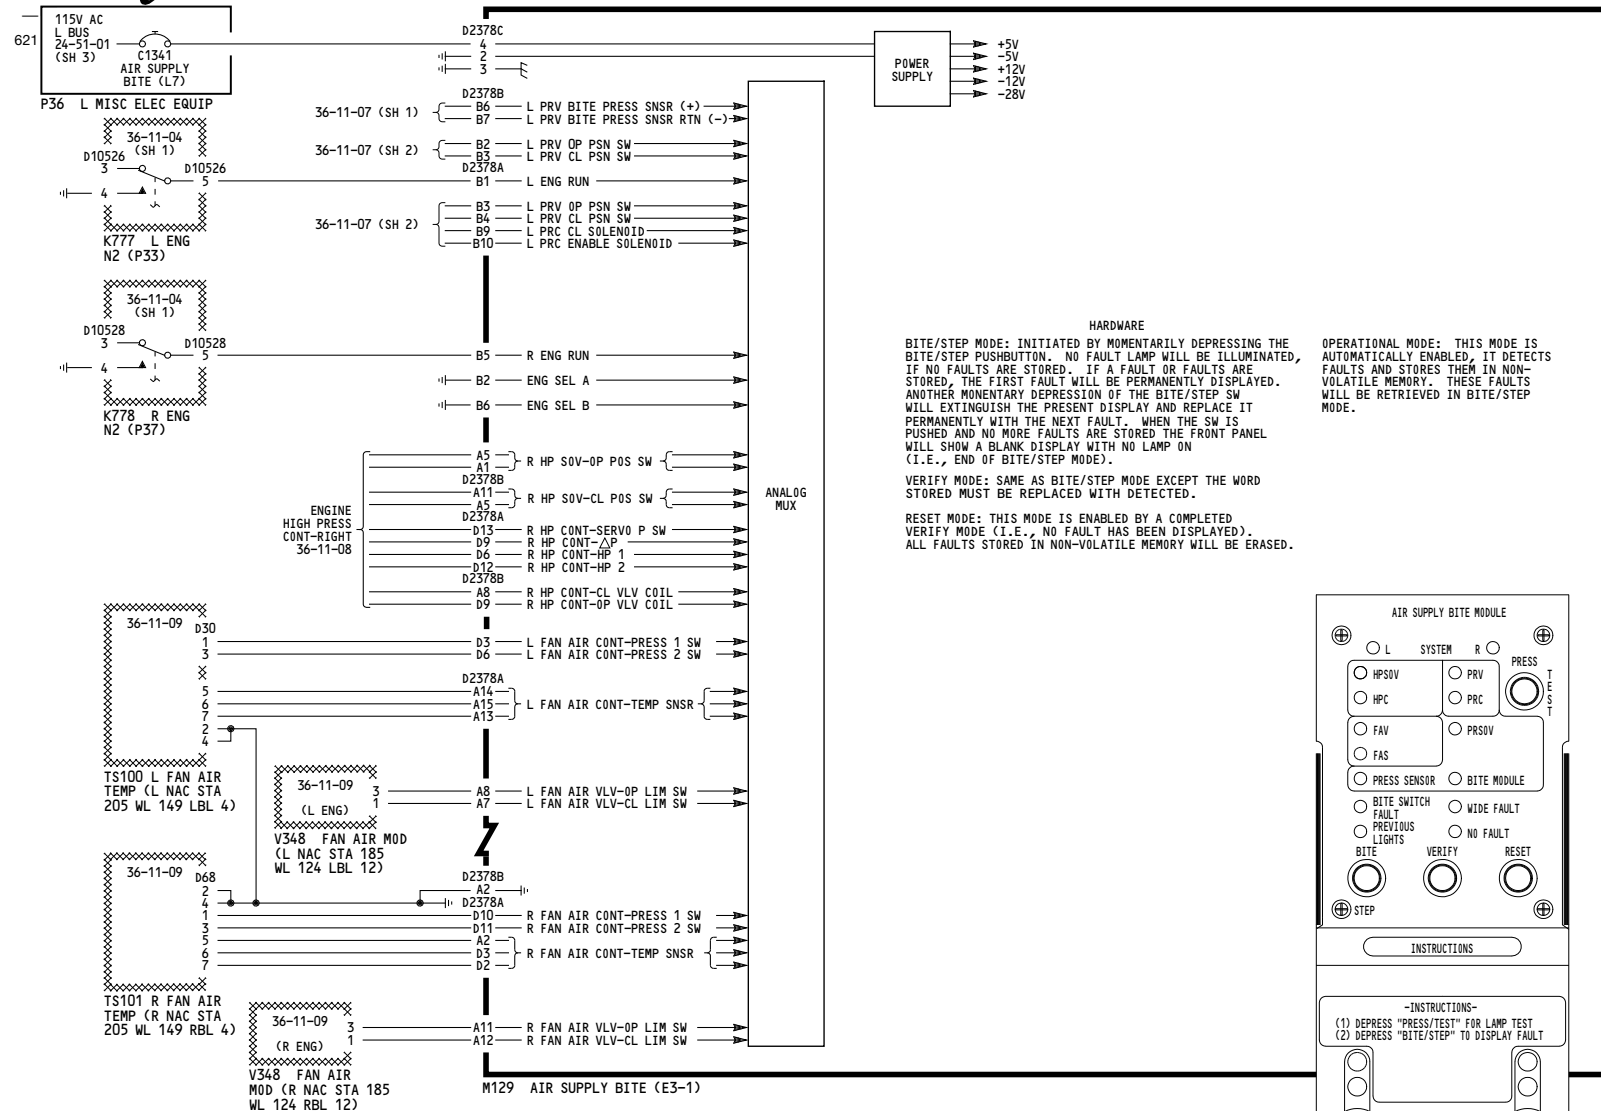 115V AC
L BUS
24-51-01
(SH 3)
621
C1341
AIR SUPPLY
BITE (L7)
P36 L MISC ELEC EQUIP
36-11-04
(SH 1)
D10526
3
D10526
5
4
K777 L ENG
N2 (P33)
36-11-04
(SH 1)
D10528
3
D10528
5
4
K778 R ENG
N2 (P37)
D2378C
4
2
3
POWER
SUPPLY
+5V
-5V
+12V
-12V
-28V
D2378B
36-11-07 (SH 1)
B6 L PRV BITE PRESS SNSR (+)
B7 L PRV BITE PRESS SNSR RTN (-)
36-11-07 (SH 2)
B2 L PRV OP PSN SW
B3 L PRV CL PSN SW
D2378A
B1 L ENG RUN
36-11-07 (SH 2)
B3 L PRV OP PSN SW
B4 L PRV CL PSN SW
B9 L PRC CL SOLENOID
B10 L PRC ENABLE SOLENOID
B5 R ENG RUN
B2 ENG SEL A
B6 ENG SEL B
ENGINE
HIGH PRESS
CONT-RIGHT
36-11-08
A5
A1
R HP SOV-OP POS SW
D2378B
A11
A5
R HP SOV-CL POS SW
D2378A
D13 R HP CONT-SERVO P SW
D9 R HP CONT-△P
D6 R HP CONT-HP 1
D12 R HP CONT-HP 2
D2378B
A8 R HP CONT-CL VLV COIL
D9 R HP CONT-OP VLV COIL
ANALOG
MUX
36-11-09
D30
1
3
5
6
7
2
4
TS100 L FAN AIR
TEMP (L NAC STA
205 WL 149 LBL 4)
D3 L FAN AIR CONT-PRESS 1 SW
D6 L FAN AIR CONT-PRESS 2 SW
D2378A
A14
A15
A13
L FAN AIR CONT-TEMP SNSR
36-11-09
(L ENG)
3
1
V348 FAN AIR MOD
(L NAC STA 185
WL 124 LBL 12)
A8 L FAN AIR VLV-OP LIM SW
A7 L FAN AIR VLV-CL LIM SW
36-11-09
D68
2
4
1
3
5
6
7
TS101 R FAN AIR
TEMP (R NAC STA
205 WL 149 RBL 4)
D2378B
A2
D2378A
D10 R FAN AIR CONT-PRESS 1 SW
D11 R FAN AIR CONT-PRESS 2 SW
A2
D3
D2
R FAN AIR CONT-TEMP SNSR
36-11-09
(R ENG)
3
1
V348 FAN AIR
MOD (R NAC STA 185
WL 124 RBL 12)
A11 R FAN AIR VLV-OP LIM SW
A12 R FAN AIR VLV-CL LIM SW
M129 AIR SUPPLY BITE (E3-1)
HARDWARE
BITE/STEP MODE: INITIATED BY MOMENTARILY DEPRESSING THE
BITE/STEP PUSHBUTTON. NO FAULT LAMP WILL BE ILLUMINATED,
IF NO FAULTS ARE STORED. IF A FAULT OR FAULTS ARE
STORED, THE FIRST FAULT WILL BE PERMANENTLY DISPLAYED.
ANOTHER MONENTARY DEPRESSION OF THE BITE/STEP SW
WILL EXTINGUISH THE PRESENT DISPLAY AND REPLACE IT
PERMANENTLY WITH THE NEXT FAULT. WHEN THE SW IS
PUSHED AND NO MORE FAULTS ARE STORED THE FRONT PANEL
WILL SHOW A BLANK DISPLAY WITH NO LAMP ON
(I.E., END OF BITE/STEP MODE).
VERIFY MODE: SAME AS BITE/STEP MODE EXCEPT THE WORD
STORED MUST BE REPLACED WITH DETECTED.
RESET MODE: THIS MODE IS ENABLED BY A COMPLETED
VERIFY MODE (I.E., NO FAULT HAS BEEN DISPLAYED).
ALL FAULTS STORED IN NON-VOLATILE MEMORY WILL BE ERASED.
OPERATIONAL MODE: THIS MODE IS
AUTOMATICALLY ENABLED, IT DETECTS
FAULTS AND STORES THEM IN NON-
VOLATILE MEMORY. THESE FAULTS
WILL BE RETRIEVED IN BITE/STEP
MODE.
AIR SUPPLY BITE MODULE
L SYSTEM R
PRESS
TEST
HPSOV
PRV
HPC
PRC
FAV
PRSOV
FAS
PRESS SENSOR
BITE MODULE
BITE SWITCH
FAULT
WIDE FAULT
PREVIOUS
LIGHTS
NO FAULT
BITE
VERIFY
RESET
STEP
INSTRUCTIONS
-INSTRUCTIONS-
(1) DEPRESS "PRESS/TEST" FOR LAMP TEST
(2) DEPRESS "BITE/STEP" TO DISPLAY FAULT